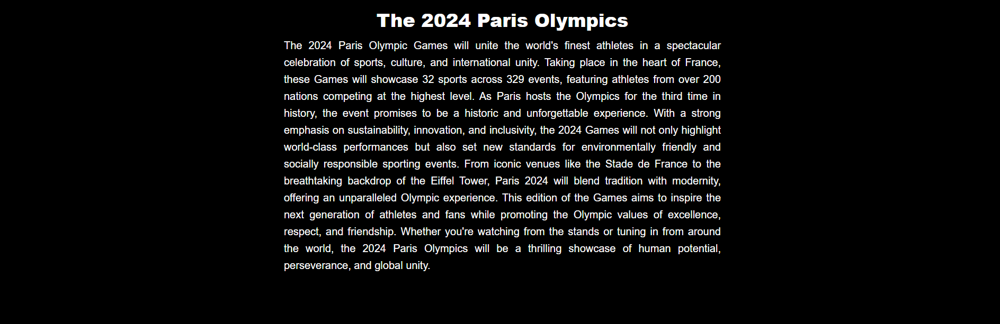 The 2024 Paris Olympics
The 2024 Paris Olympic Games will unite the world's finest athletes in a spectacular
celebration of sports, culture, and international unity. Taking place in the heart of France,
these Games will showcase 32 sports across 329 events, featuring athletes from over 200
nations competing at the highest level. As Paris hosts the Olympics for the third time in
history, the event promises to be a historic and unforgettable experience. With a strong
emphasis on sustainability, innovation, and inclusivity, the 2024 Games will not only highlight
world-class performances but also set new standards for environmentally friendly and
socially responsible sporting events. From iconic venues like the Stade de France to the
breathtaking backdrop of the Eiffel Tower, Paris 2024 will blend tradition with modernity,
offering an unparalleled Olympic experience. This edition of the Games aims to inspire the
next generation of athletes and fans while promoting the Olympic values of excellence,
respect, and friendship. Whether you're watching from the stands or tuning in from around
the world, the 2024 Paris Olympics will be a thrilling showcase of human potential,
perseverance, and global unity.